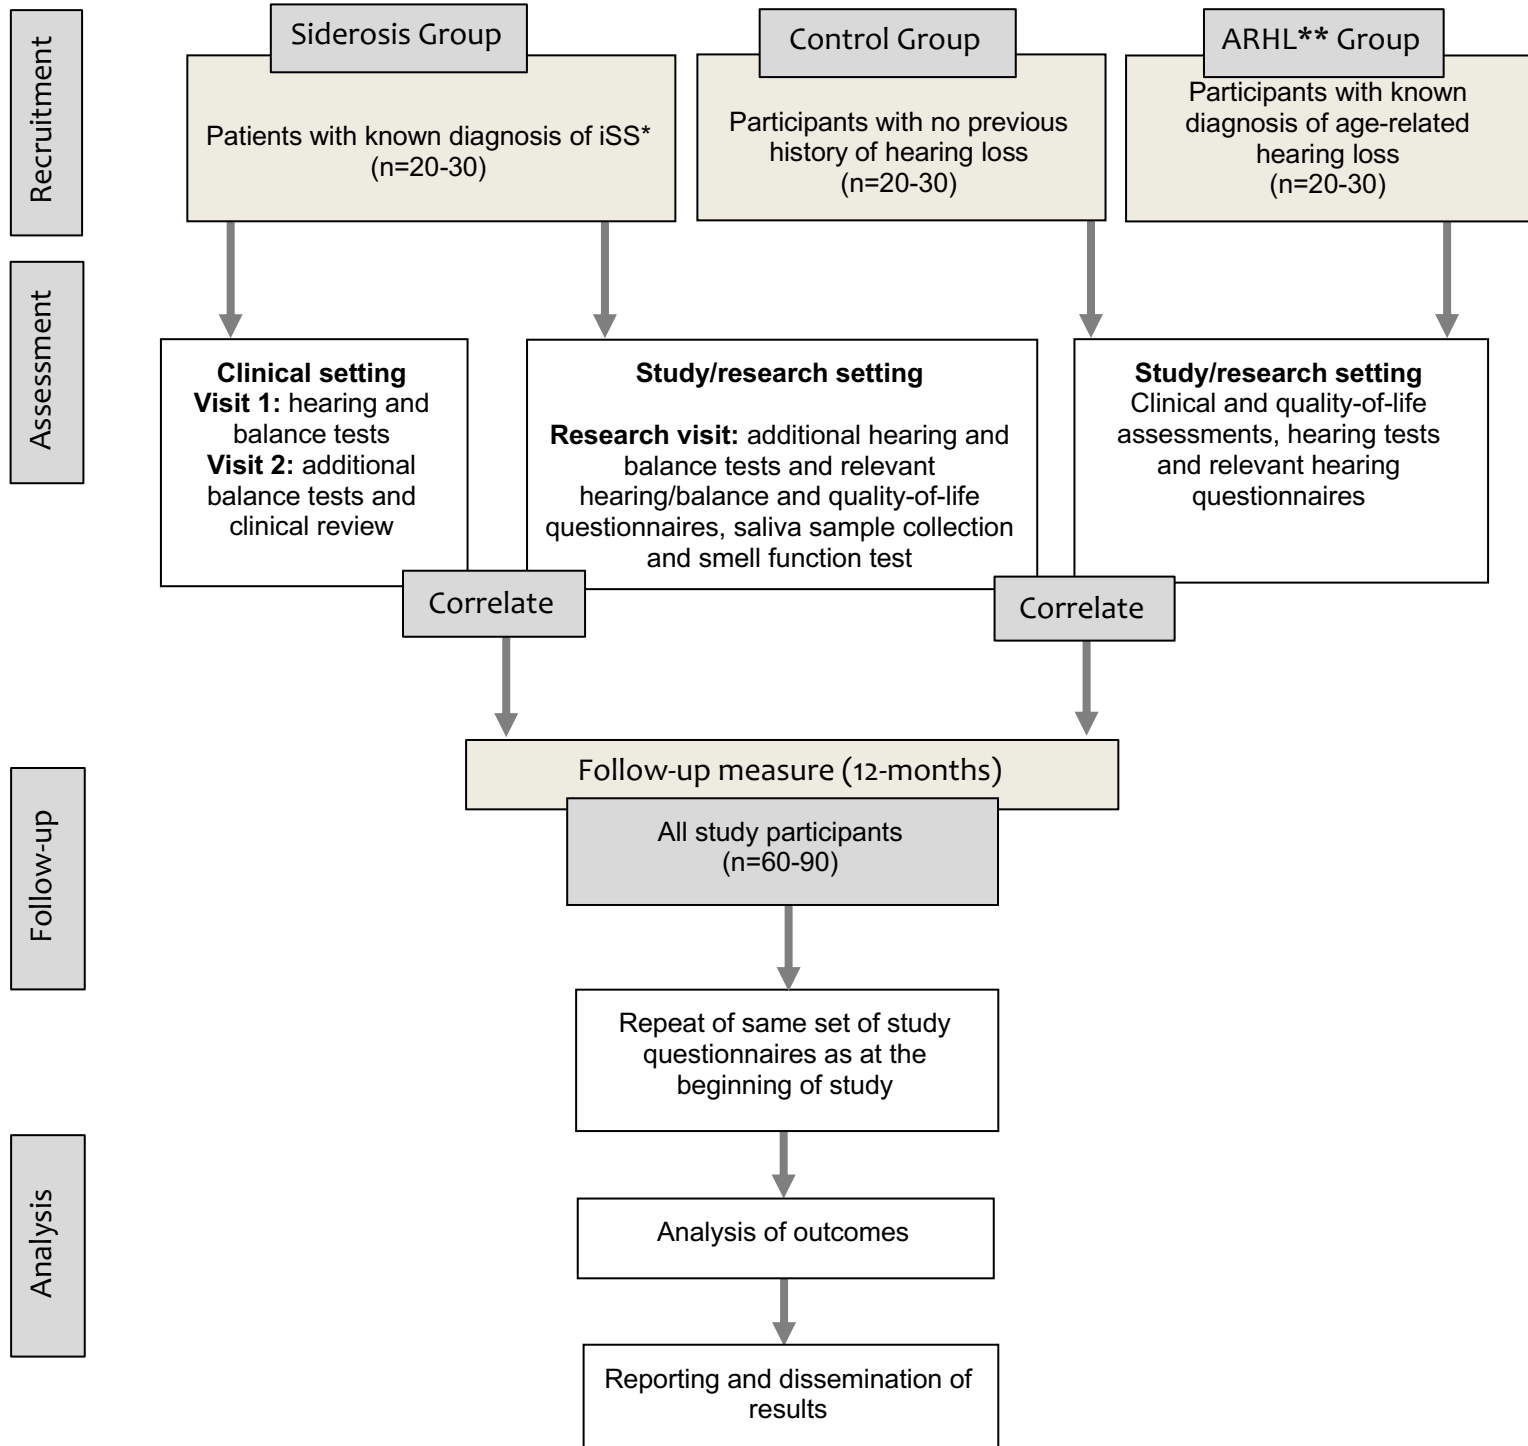 Recruitment
Siderosis Group
Patients with known diagnosis of iSS*
(n=20-30)
Control Group
Participants with no previous
history of hearing loss
(n=20-30)
ARHL** Group
Participants with known
diagnosis of age-related
hearing loss
(n=20-30)
Assessment
Clinical setting
Visit 1: hearing and
balance tests
Visit 2: additional
balance tests and
clinical review
Study/research setting
Research visit: additional hearing and
balance tests and relevant
hearing/balance and quality-of-life
questionnaires, saliva sample collection
and smell function test
Study/research setting
Clinical and quality-of-life
assessments, hearing tests
and relevant hearing
questionnaires
Correlate
Correlate
Follow-up
Follow-up measure (12-months)
All study participants
(n=60-90)
Repeat of same set of study
questionnaires as at the
beginning of study
Analysis
Analysis of outcomes
Reporting and dissemination of
results